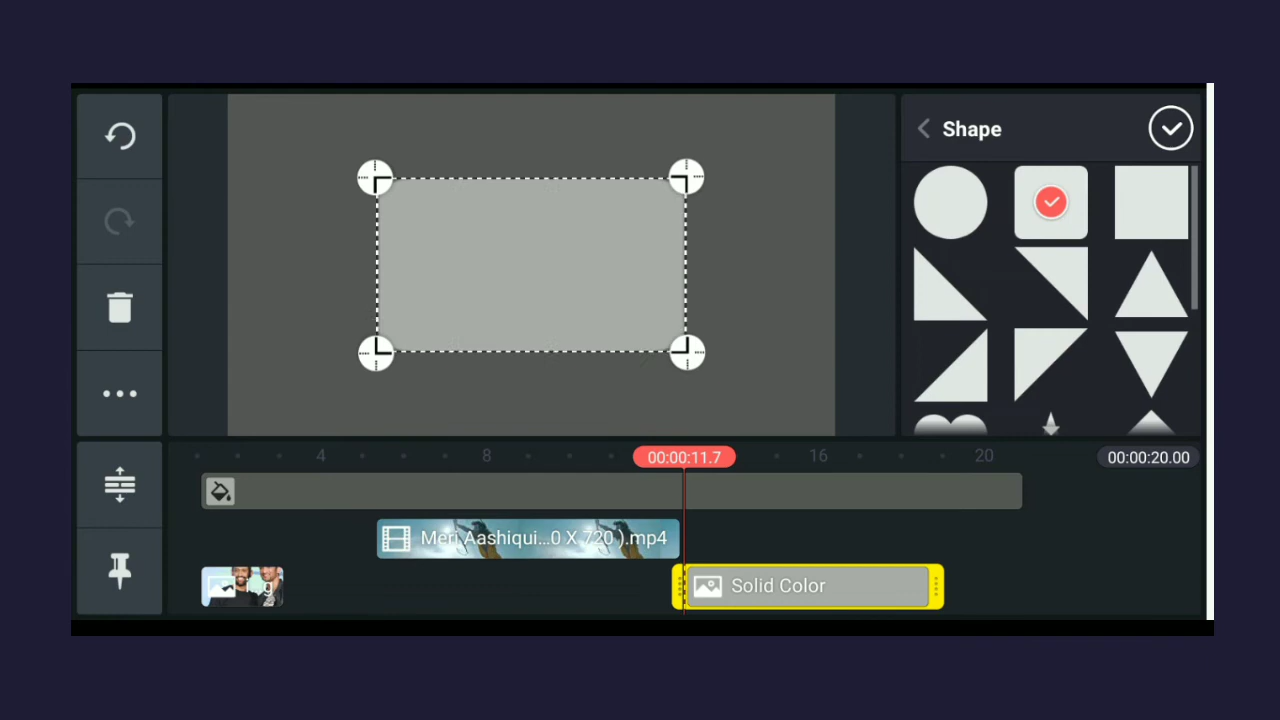 Shape
4
8
00:00:11.7
16
20
00:00:20.00
Meri Aashiqui...0 X 720 ).mp4
g
Solid Color